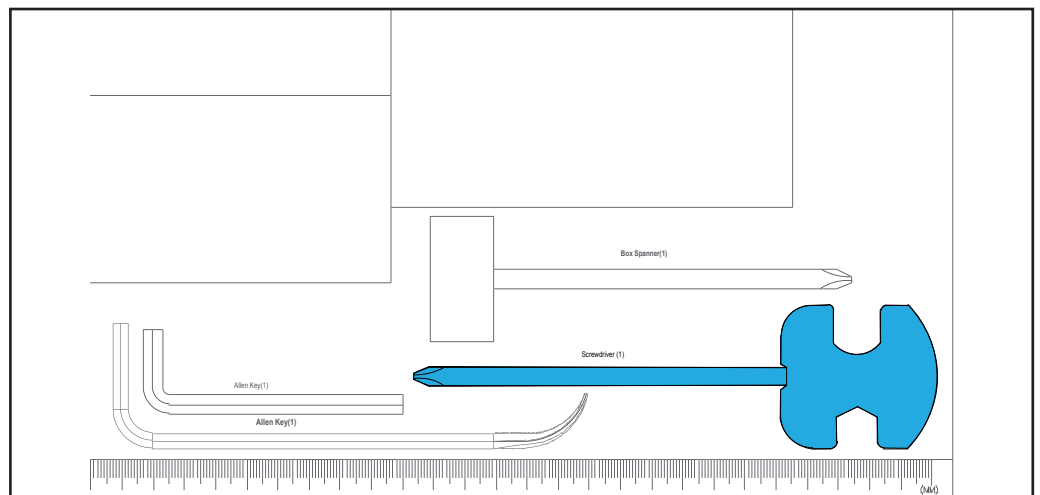 Box Spanner(1)
Screwdriver (1)
Allen Key(1)
Allen Key(1)
(MM)